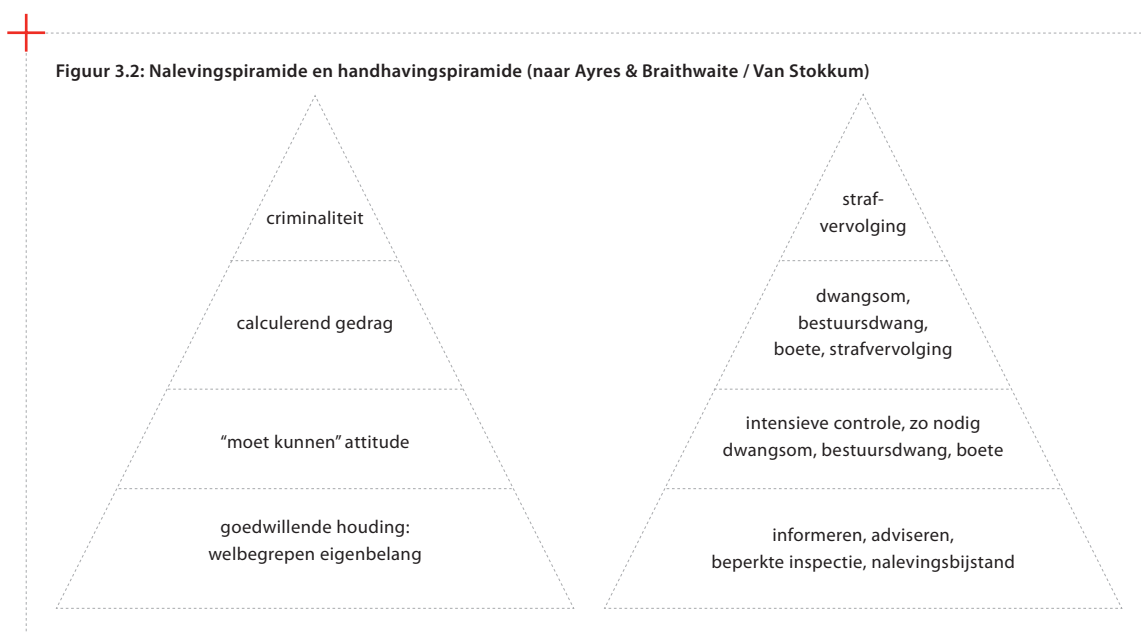 Figuur 3.2: Nalevingspiramide en handhavingspiramide (naar Ayres & Braithwaite / Van Stokkum)
criminaliteit
calculerend gedrag
“moet kunnen” attitude
goedwillende houding:
welbegrepen eigenbelang
straf-
vervolging
dwangsom,
bestuursdwang,
boete, strafvervolging
intensieve controle, zo nodig
dwangsom, bestuursdwang, boete
informeren, adviseren,
beperkte inspectie, nalevingsbijstand